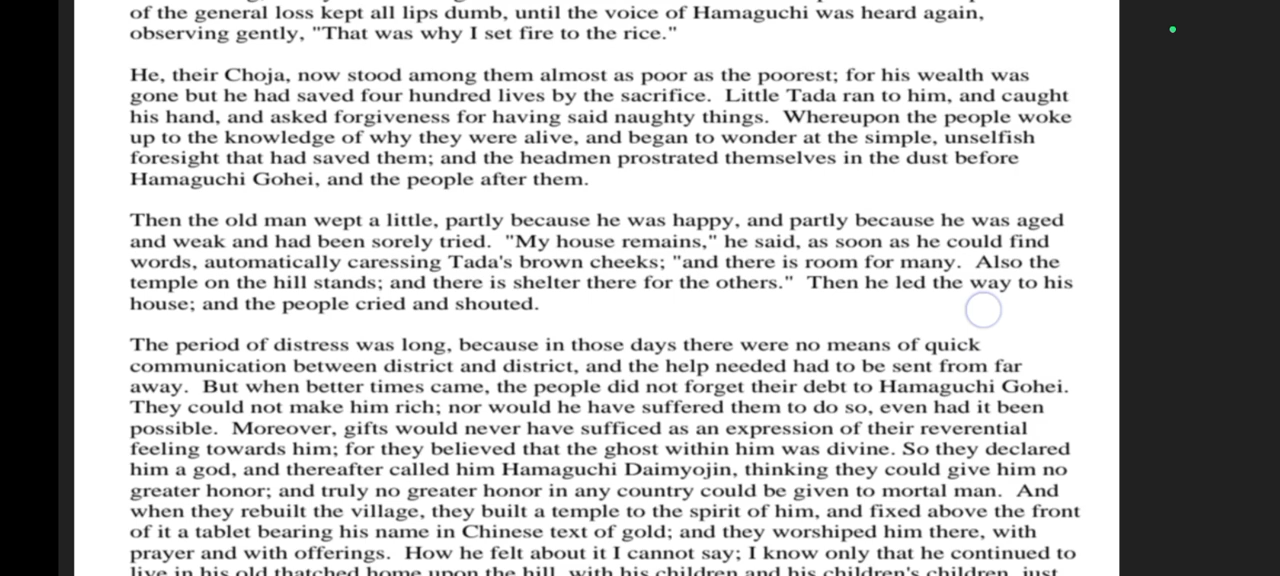 of the general loss kept all lips dumb, until the voice of Hamaguchi was heard again,
observing gently, "That was why I set fire to the rice."
He, their Choja, now stood among them almost as poor as the poorest; for his wealth was
gone but he had saved four hundred lives by the sacrifice.  Little Tada ran to him, and caught
his hand, and asked forgiveness for having said naughty things.  Whereupon the people woke
up to the knowledge of why they were alive, and began to wonder at the simple, unselfish
foresight that had saved them; and the headmen prostrated themselves in the dust before
Hamaguchi Gohei, and the people after them.
Then the old man wept a little, partly because he was happy, and partly because he was aged
and weak and had been sorely tried.  "My house remains," he said, as soon as he could find
words, automatically caressing Tada's brown cheeks; "and there is room for many.  Also the
temple on the hill stands; and there is shelter there for the others."  Then he led the way to his
house; and the people cried and shouted.
The period of distress was long, because in those days there were no means of quick
communication between district and district, and the help needed had to be sent from far
away.  But when better times came, the people did not forget their debt to Hamaguchi Gohei.
They could not make him rich; nor would he have suffered them to do so, even had it been
possible.  Moreover, gifts would never have sufficed as an expression of their reverential
feeling towards him; for they believed that the ghost within him was divine. So they declared
him a god, and thereafter called him Hamaguchi Daimyojin, thinking they could give him no
greater honor; and truly no greater honor in any country could be given to mortal man.  And
when they rebuilt the village, they built a temple to the spirit of him, and fixed above the front
of it a tablet bearing his name in Chinese text of gold; and they worshiped him there, with
prayer and with offerings.  How he felt about it I cannot say; I know only that he continued to
live in his old thatched home upon the hill, with his children and his children's children, just